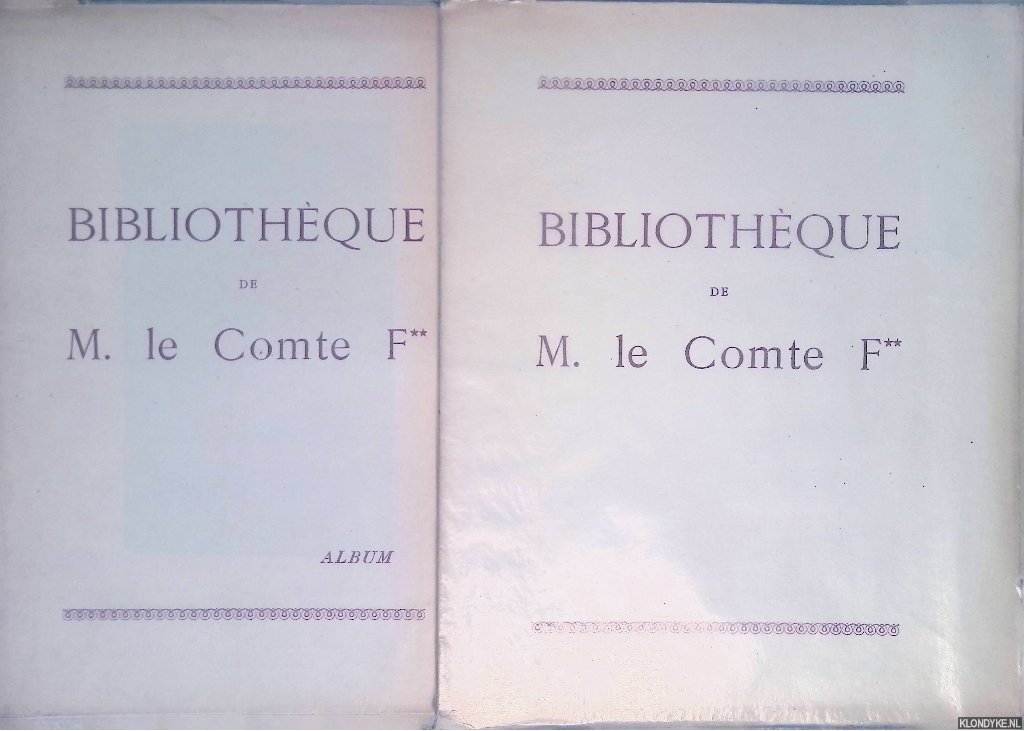 BIBLIOTHÈQUE
DE
M. le Comte F**
ALBUM
BIBLIOTHÈQUE
DE
M. le Comte F**
KLONDYKE.NL